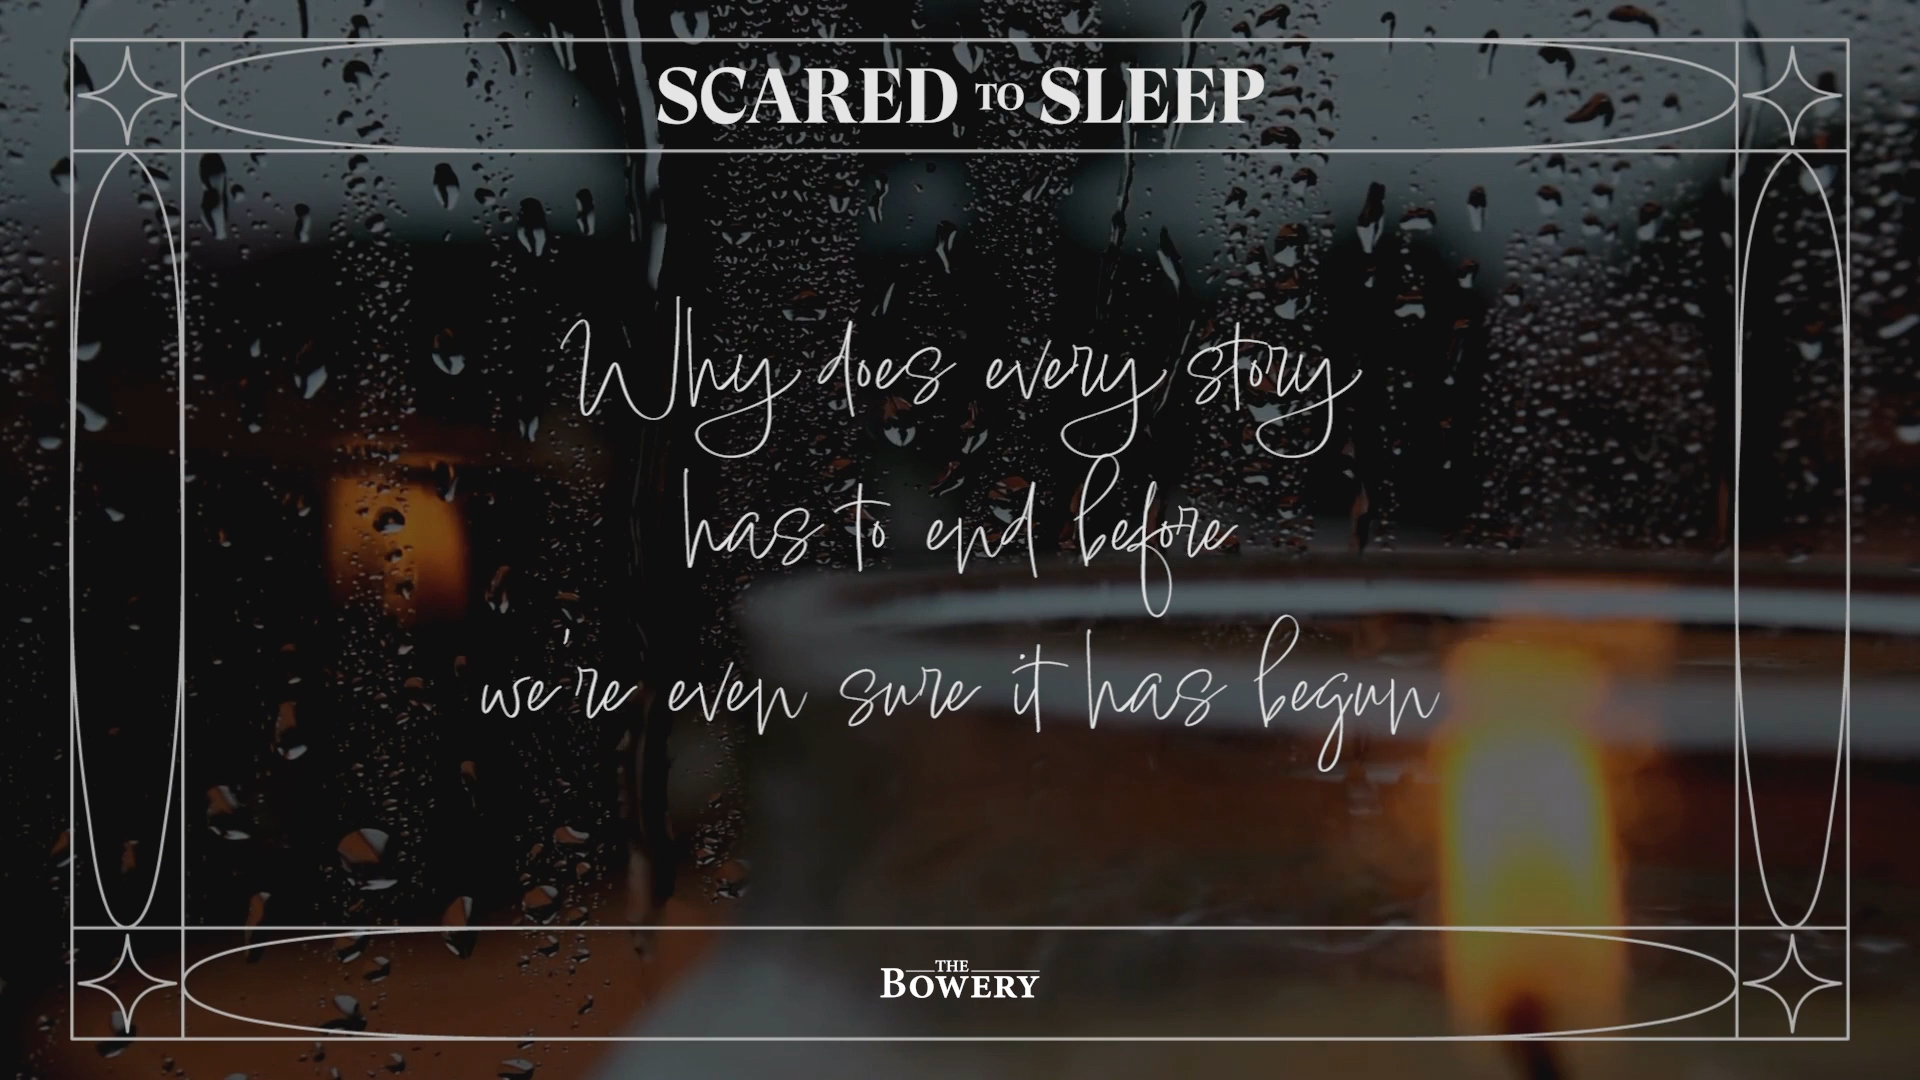 SCARED TO SLEEP
Why does every story
has to end before
we're even sure it has begun
THE
BOWERY